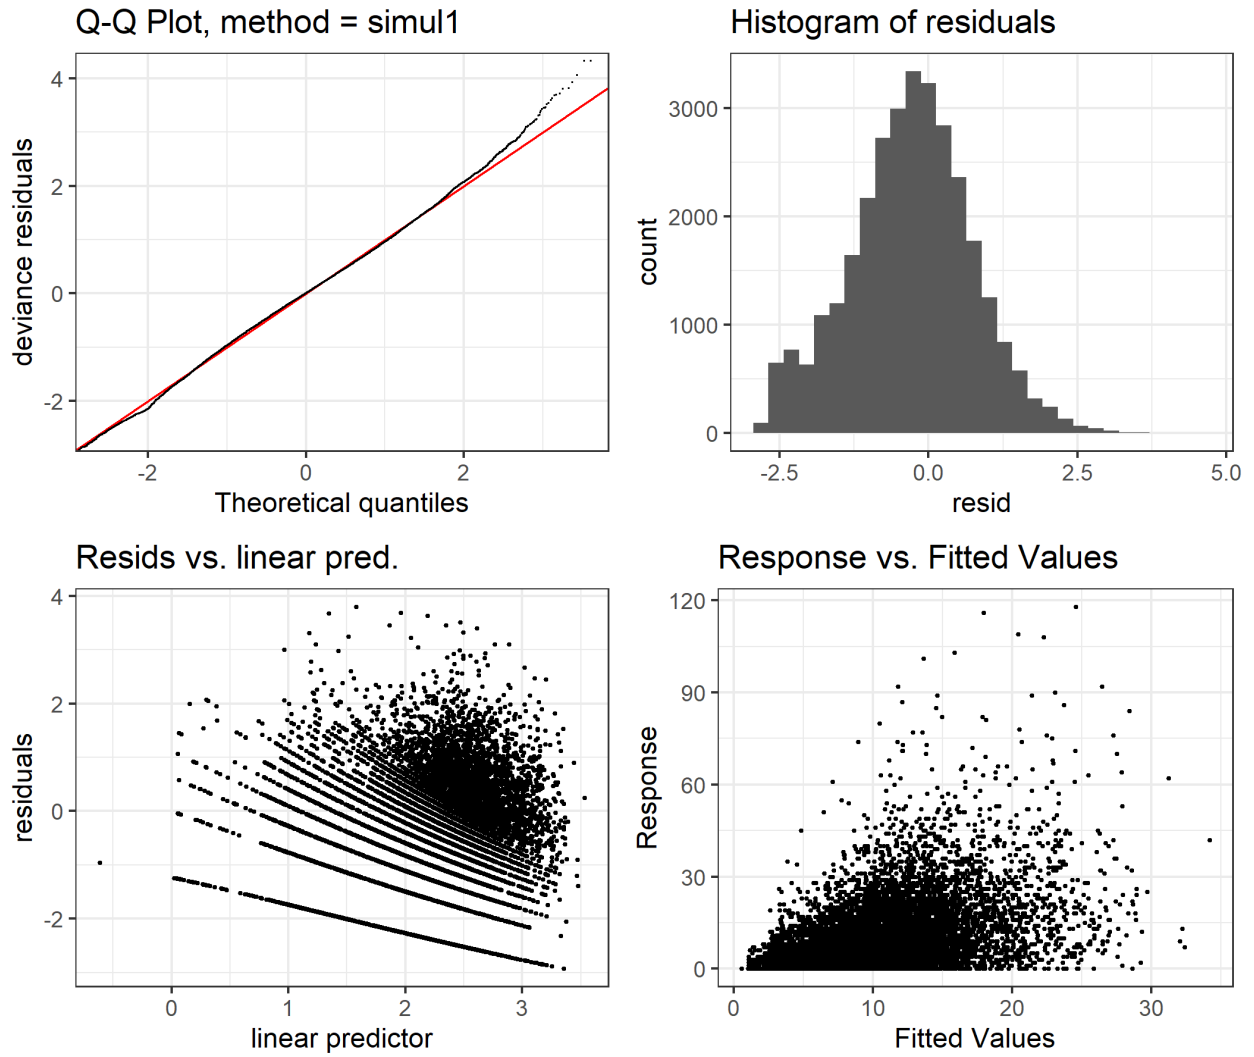 Q-Q Plot, method = simul1
4
2
0
-2
deviance residuals
-2
0
2
Theoretical quantiles
Histogram of residuals
3000
2000
1000
0
count
-2.5
0.0
2.5
5.0
resid
Resids vs. linear pred.
4
2
0
-2
residuals
0
1
2
3
linear predictor
Response vs. Fitted Values
120
90
60
30
0
Response
0
10
20
30
Fitted Values